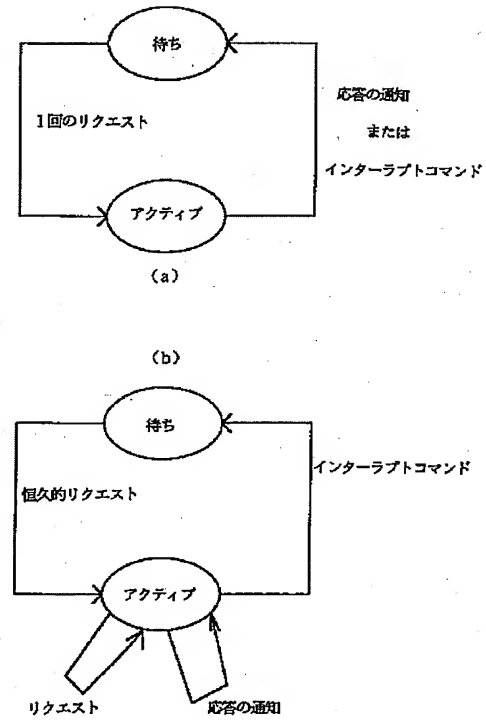 待ち
1回のリクエスト
応答の通知
または
インターラプトコマンド
アクティブ
(a)
(b)
待ち
恒久的リクエスト
インターラプトコマンド
アクティブ
リクエスト
応答の通知